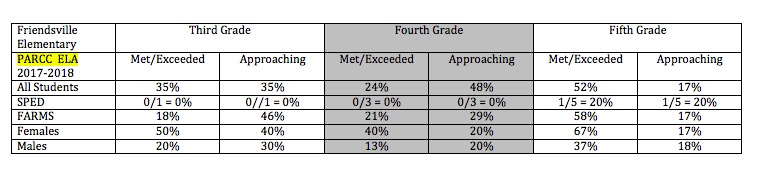 Friendsville Elementary Third Grade Fourth Grade Fifth Grade
PARCC ELA 2017-2018 Met/Exceeded Approaching Met/Exceeded Approaching Met/Exceeded Approaching
All Students 35% 35% 24% 48% 52% 17%
SPED 0/1 = 0% 0//1 = 0% 0/3 = 0% 0/3 = 0% 1/5 = 20% 1/5 = 20%
FARMS 18% 46% 21% 29% 58% 17%
Females 50% 40% 40% 20% 67% 17%
Males 20% 30% 13% 20% 37% 18%